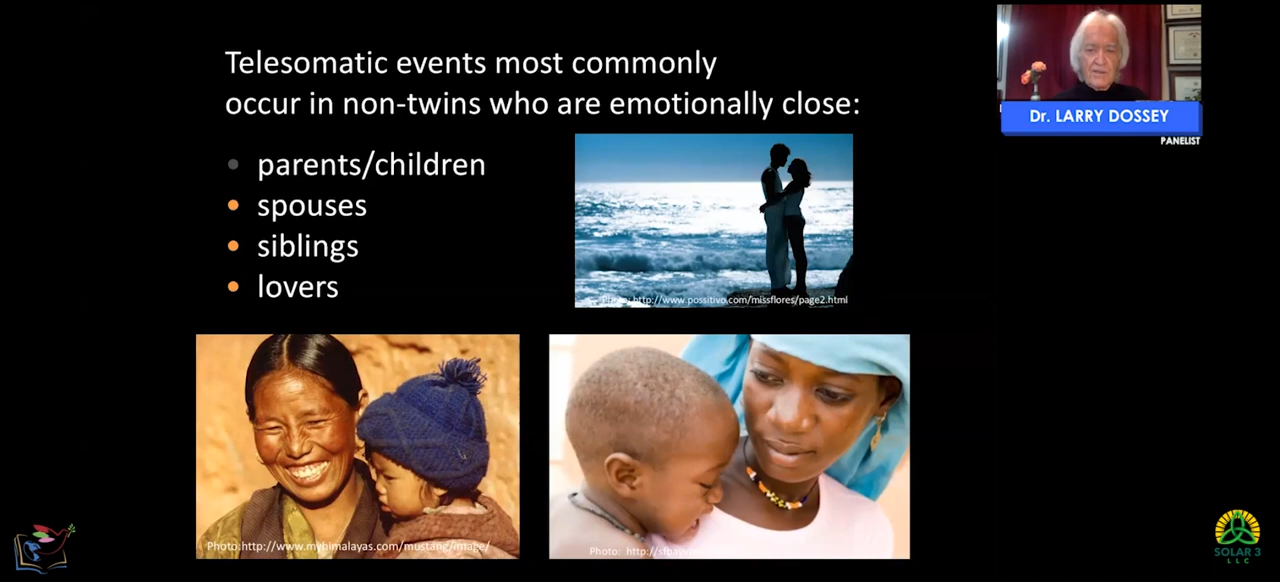 Telesomatic events most commonly
occur in non-twins who are emotionally close:
• parents/children
• spouses
• siblings
• lovers
Photo: http://www.possitivo.com/missflores/page2.html
Photo:http://www.myhimalayas.com/mustang/image/
Photo: http://sfbay
Dr. LARRY DOSSEY
PANELIST
SOLAR 3
LLC